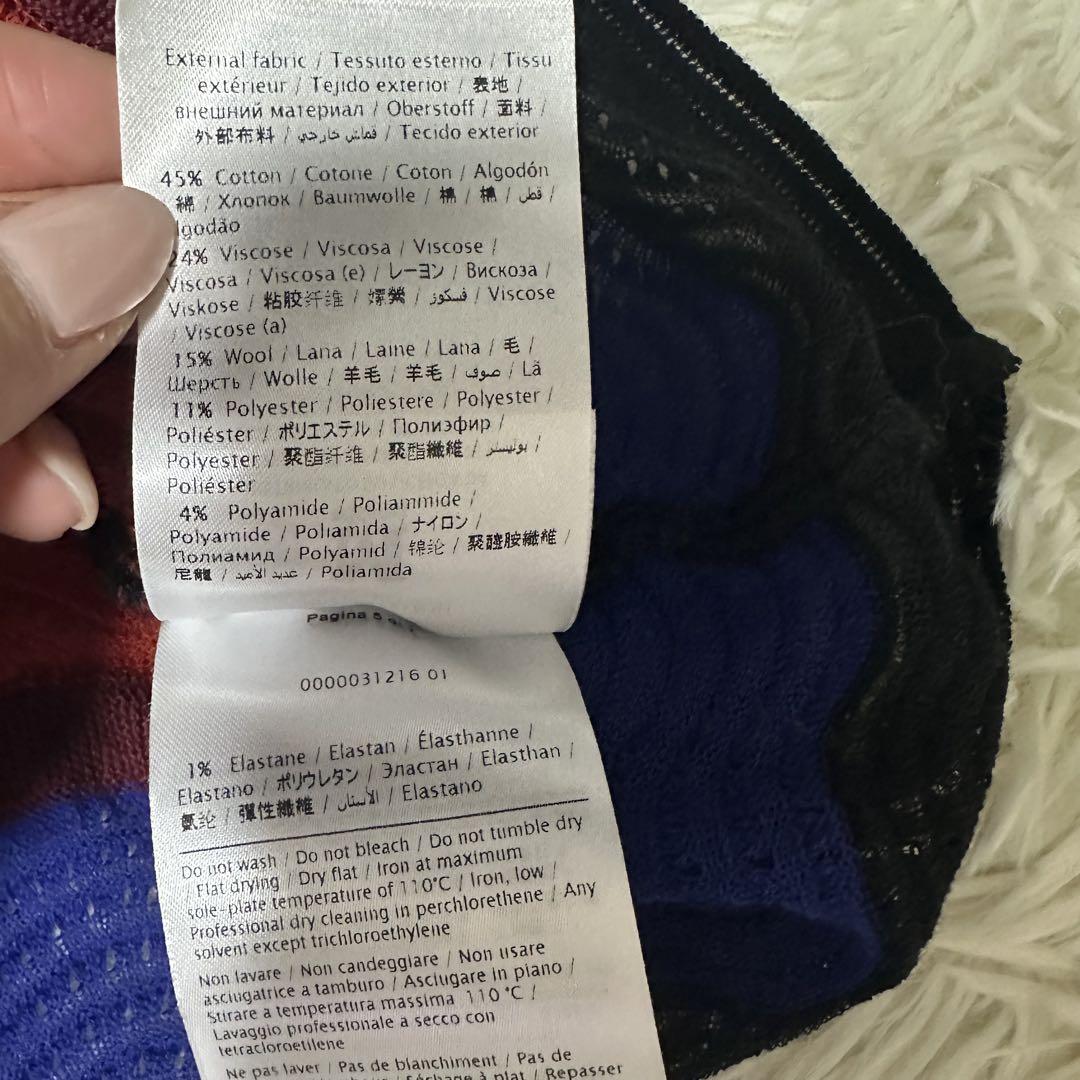 External fabric / Tessuto esterno / Tissu
extérieur / Tejido exterior / 表地 /
внешний материал / Oberstoff / 面料 /
外部布料 / قماش خارجي / Tecido exterior
45% Cotton / Cotone / Coton / Algodón
/ 綿 / Хлопок / Baumwolle / 棉 / 棉 / قطن /
lgodão
24% Viscose / Viscosa / Viscose /
Viscosa / Viscosa (e) / レーヨン / Вискоза /
Viskose / 粘胶纤维 / 嫘縈 / فسكوز / Viscose
/ Viscose (a)
15% Wool / Lana / Laine / Lana / 毛 /
Шерсть / Wolle / 羊毛 / 羊毛 / صوف / Lã
11% Polyester / Poliestere / Polyester /
Poliéster / ポリエステル / Полиэфир /
Polyester / 聚酯纤维 / 聚酯纖維 / بوليستر /
Poliéster
4% Polyamide / Poliammide /
Polyamide / Poliamida / ナイロン /
Полиамид / Polyamid / 锦纶 / 聚醯胺纖維 /
尼龍 / عديد الأميد / Poliamida
Pagina 5
0000031216 01
1% Elastane / Elastan / Élasthanne /
Elastano / ポリウレタン / Эластан / Elasthan /
氨纶 / 彈性纖維 / الأستان / Elastano
Do not wash / Do not bleach / Do not tumble dry
/ Flat drying / Dry flat / Iron at maximum
sole-plate temperature of 110°C / Iron, low /
Professional dry cleaning in perchlorethene / Any
solvent except trichloroethylene
Non lavare / Non candeggiare / Non usare
asciugatrice a tamburo / Asciugare in piano /
Stirare a temperatura massima 110 °C /
Lavaggio professionale a secco con
tetracloroetilene
Ne pas laver / Pas de blanchiment / Pas de
Séchage à plat / Repasser